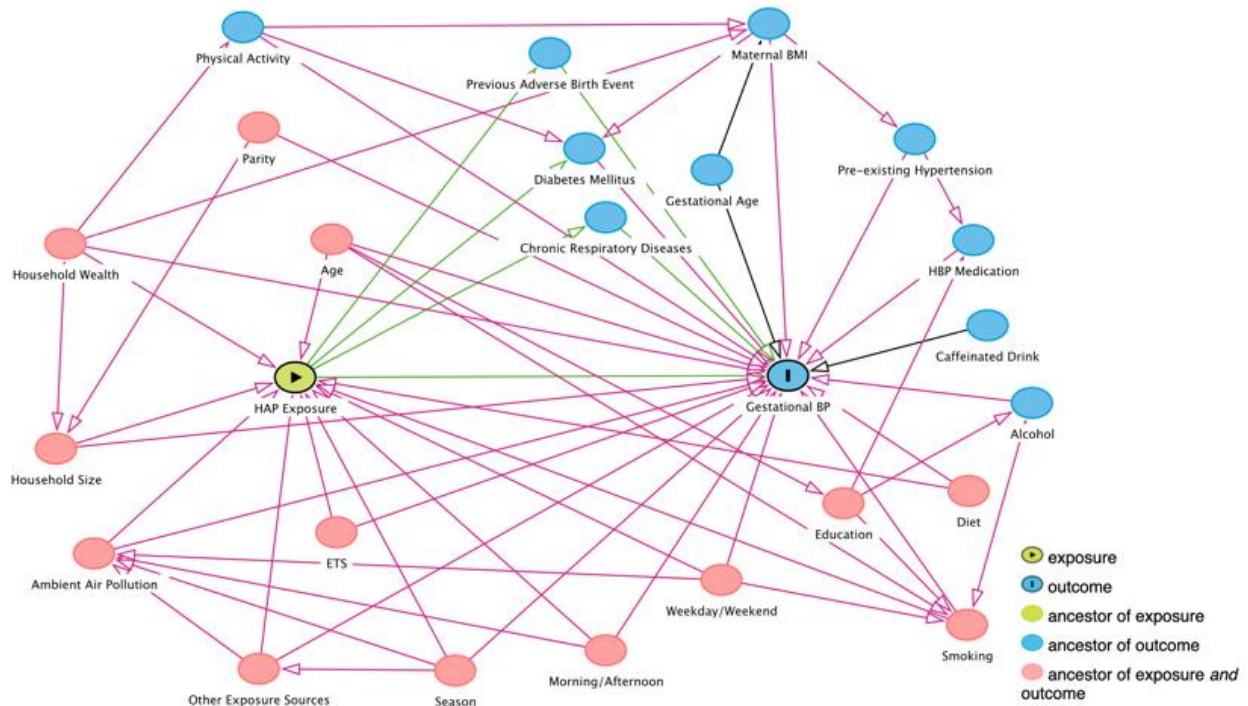 Physical Activity
Maternal BMI
Previous Adverse Birth Event
Parity
Diabetes Mellitus
Pre-existing Hypertension
Gestational Age
Chronic Respiratory Diseases
Household Wealth
Age
HBP Medication
Caffeinated Drink
HAP Exposure
Gestational BP
Alcohol
Household Size
Education
Diet
ETS
Ambient Air Pollution
Weekday/Weekend
Smoking
Morning/Afternoon
Other Exposure Sources
Season
exposure
outcome
ancestor of exposure
ancestor of outcome
ancestor of exposure and
outcome